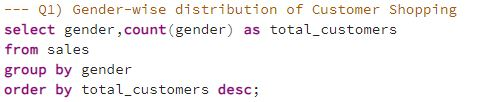 --- Q1) Gender-wise distribution of Customer Shopping
select gender,count(gender) as total_customers
from sales
group by gender
order by total_customers desc;